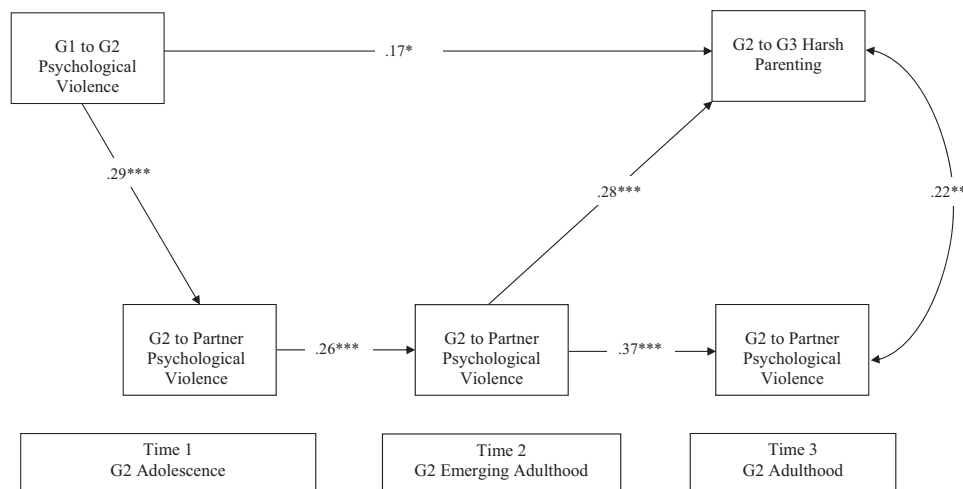 G1 to G2
Psychological
Violence
.17*
G2 to G3 Harsh
Parenting
.29***
.28***
.22**
G2 to Partner
Psychological
Violence
.26***
G2 to Partner
Psychological
Violence
.37***
G2 to Partner
Psychological
Violence
Time 1
G2 Adolescence
Time 2
G2 Emerging Adulthood
Time 3
G2 Adulthood